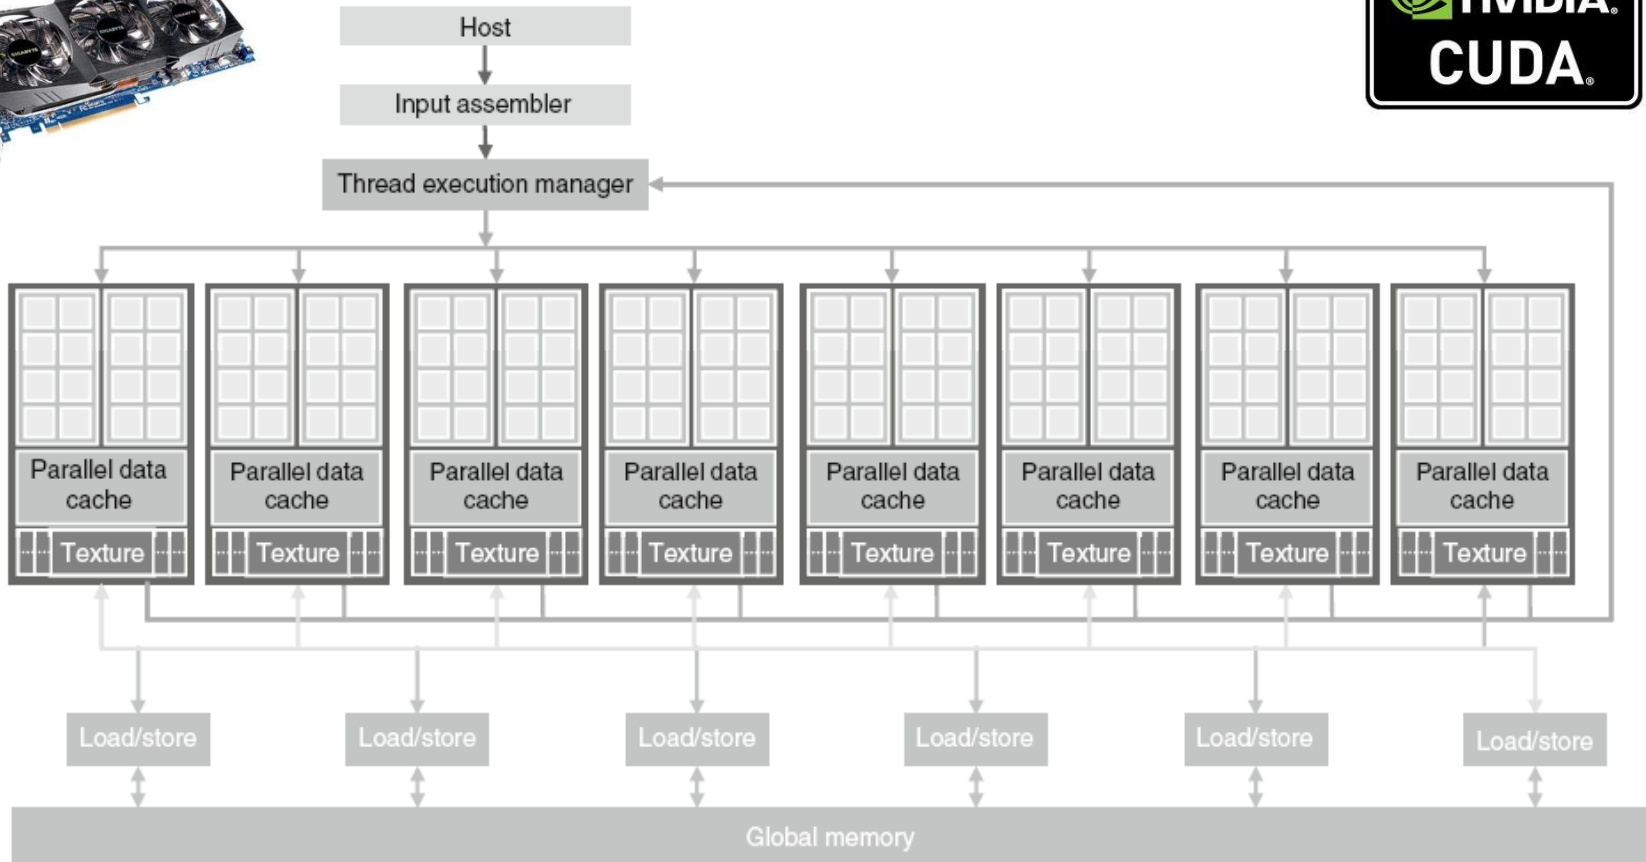 Host
NVIDIA®
CUDA®
Input assembler
Thread execution manager
Parallel data
cache
Texture
Parallel data
cache
Texture
Parallel data
cache
Texture
Parallel data
cache
Texture
Parallel data
cache
Texture
Parallel data
cache
Texture
Parallel data
cache
Texture
Parallel data
cache
Texture
Load/store
Load/store
Load/store
Load/store
Load/store
Load/store
Global memory